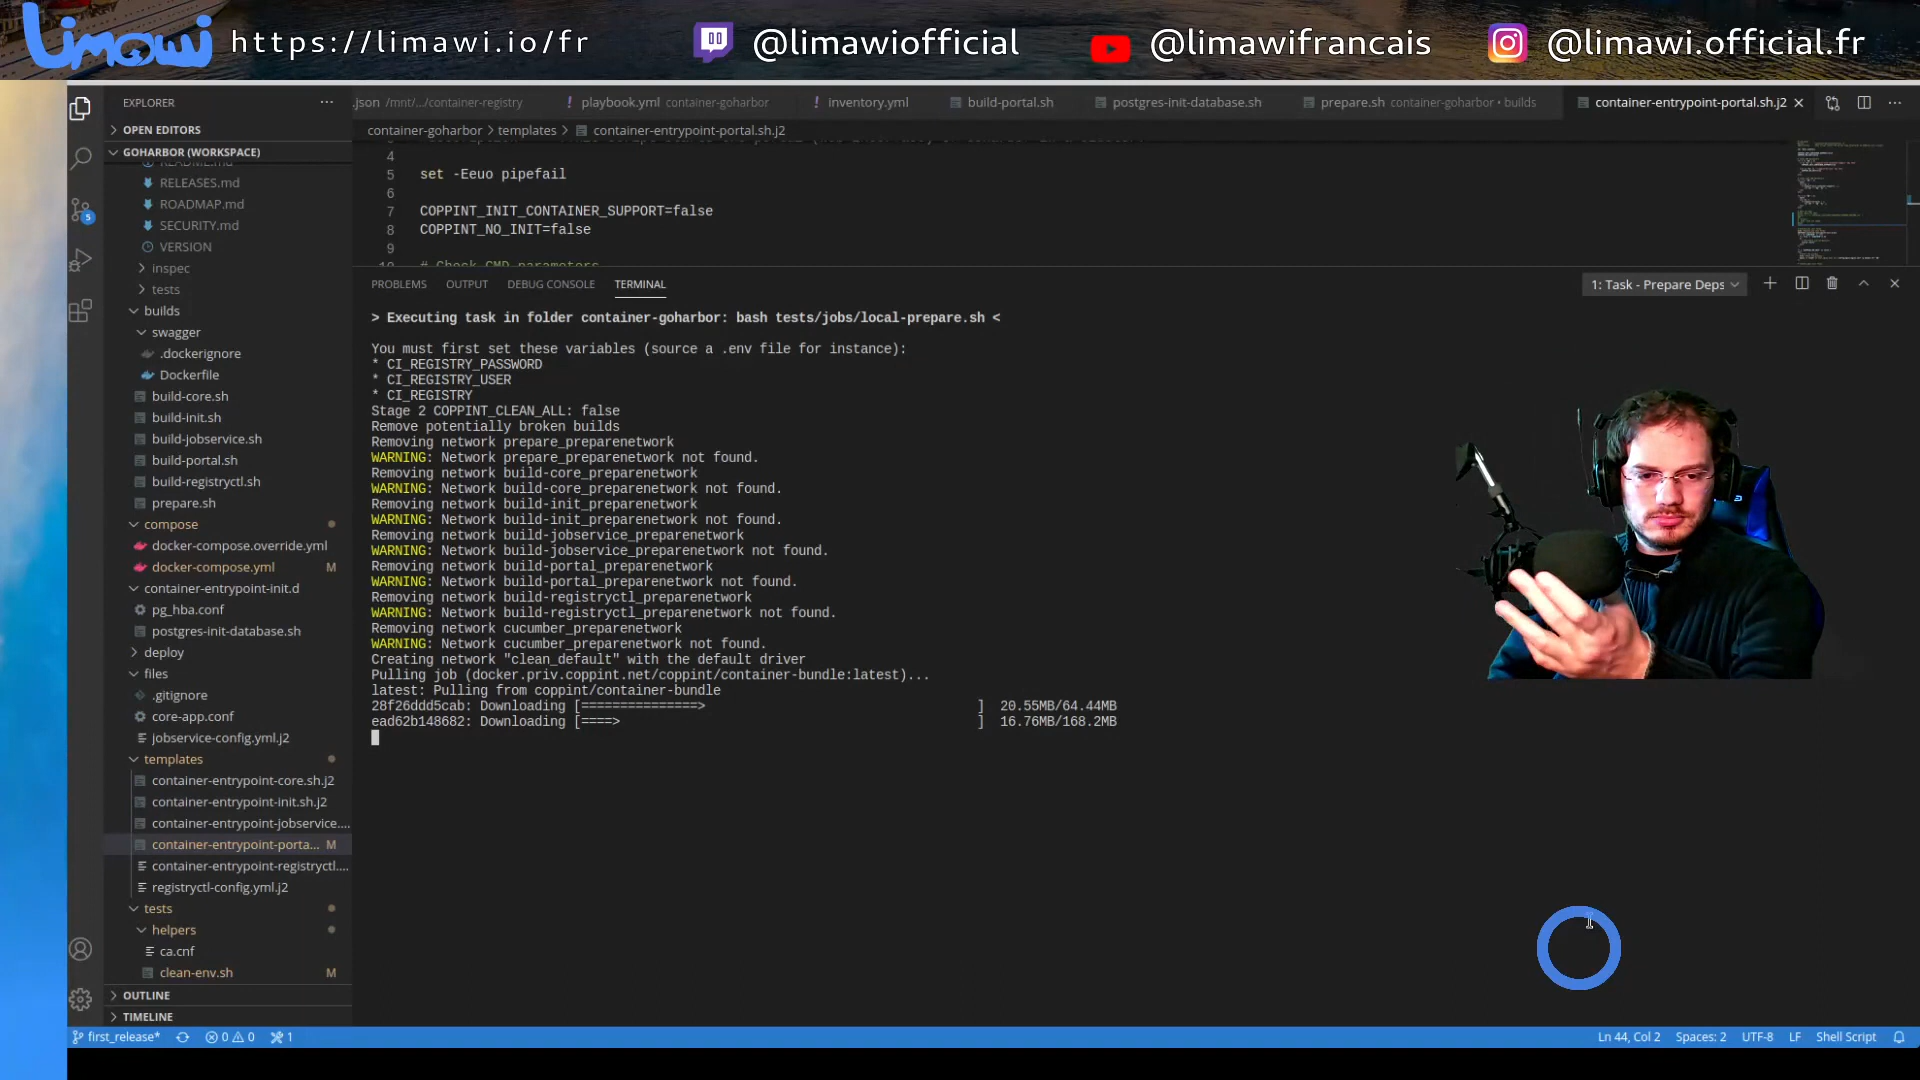 Limawi
https://limawi.io/fr
@limawiofficial
@limawifrancais
@limawi.official.fr
EXPLORER
.json /mnt/.../container-registry
playbook.yml container-goharbor
inventory.yml
build-portal.sh
postgres-init-database.sh
prepare.sh container-goharbor • builds
container-entrypoint-portal.sh.j2
OPEN EDITORS
GOHARBOR (WORKSPACE)
README.md
RELEASES.md
ROADMAP.md
SECURITY.md
VERSION
inspec
tests
builds
swagger
.dockerignore
Dockerfile
build-core.sh
build-init.sh
build-jobservice.sh
build-portal.sh
build-registryctl.sh
prepare.sh
compose
docker-compose.override.yml
docker-compose.yml M
container-entrypoint-init.d
pg_hba.conf
postgres-init-database.sh
deploy
files
.gitignore
core-app.conf
jobservice-config.yml.j2
templates
container-entrypoint-core.sh.j2
container-entrypoint-init.sh.j2
container-entrypoint-jobservice....
container-entrypoint-porta... M
container-entrypoint-registryctl....
registryctl-config.yml.j2
tests
helpers
ca.cnf
clean-env.sh M
OUTLINE
TIMELINE
5
container-goharbor > templates > container-entrypoint-portal.sh.j2
4
5 set -Eeuo pipefail
6
7 COPPINT_INIT_CONTAINER_SUPPORT=false
8 COPPINT_NO_INIT=false
9
10 # Check CMD parameters
PROBLEMS OUTPUT DEBUG CONSOLE TERMINAL
1: Task - Prepare Deps
> Executing task in folder container-goharbor: bash tests/jobs/local-prepare.sh <
You must first set these variables (source a .env file for instance):
* CI_REGISTRY_PASSWORD
* CI_REGISTRY_USER
* CI_REGISTRY
Stage 2 COPPINT_CLEAN_ALL: false
Remove potentially broken builds
Removing network prepare_preparenetwork
WARNING: Network prepare_preparenetwork not found.
Removing network build-core_preparenetwork
WARNING: Network build-core_preparenetwork not found.
Removing network build-init_preparenetwork
WARNING: Network build-init_preparenetwork not found.
Removing network build-jobservice_preparenetwork
WARNING: Network build-jobservice_preparenetwork not found.
Removing network build-portal_preparenetwork
WARNING: Network build-portal_preparenetwork not found.
Removing network build-registryctl_preparenetwork
WARNING: Network build-registryctl_preparenetwork not found.
Removing network cucumber_preparenetwork
WARNING: Network cucumber_preparenetwork not found.
Creating network "clean_default" with the default driver
Pulling job (docker.priv.coppint.net/coppint/container-bundle:latest)...
latest: Pulling from coppint/container-bundle
28f26ddd5cab: Downloading [===============> ] 20.55MB/64.44MB
ead62b148682: Downloading [====> ] 16.76MB/168.2MB
first_release* 0 0 1
Ln 44, Col 2 Spaces: 2 UTF-8 LF Shell Script